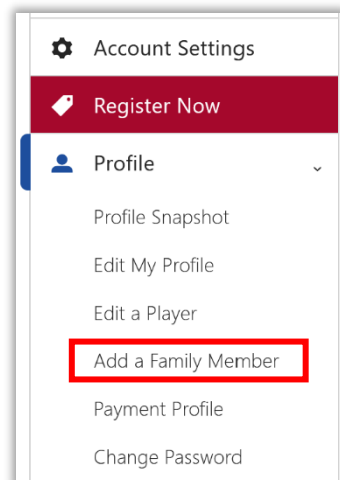 Account Settings
Register Now
Profile
Profile Snapshot
Edit My Profile
Edit a Player
Add a Family Member
Payment Profile
Change Password